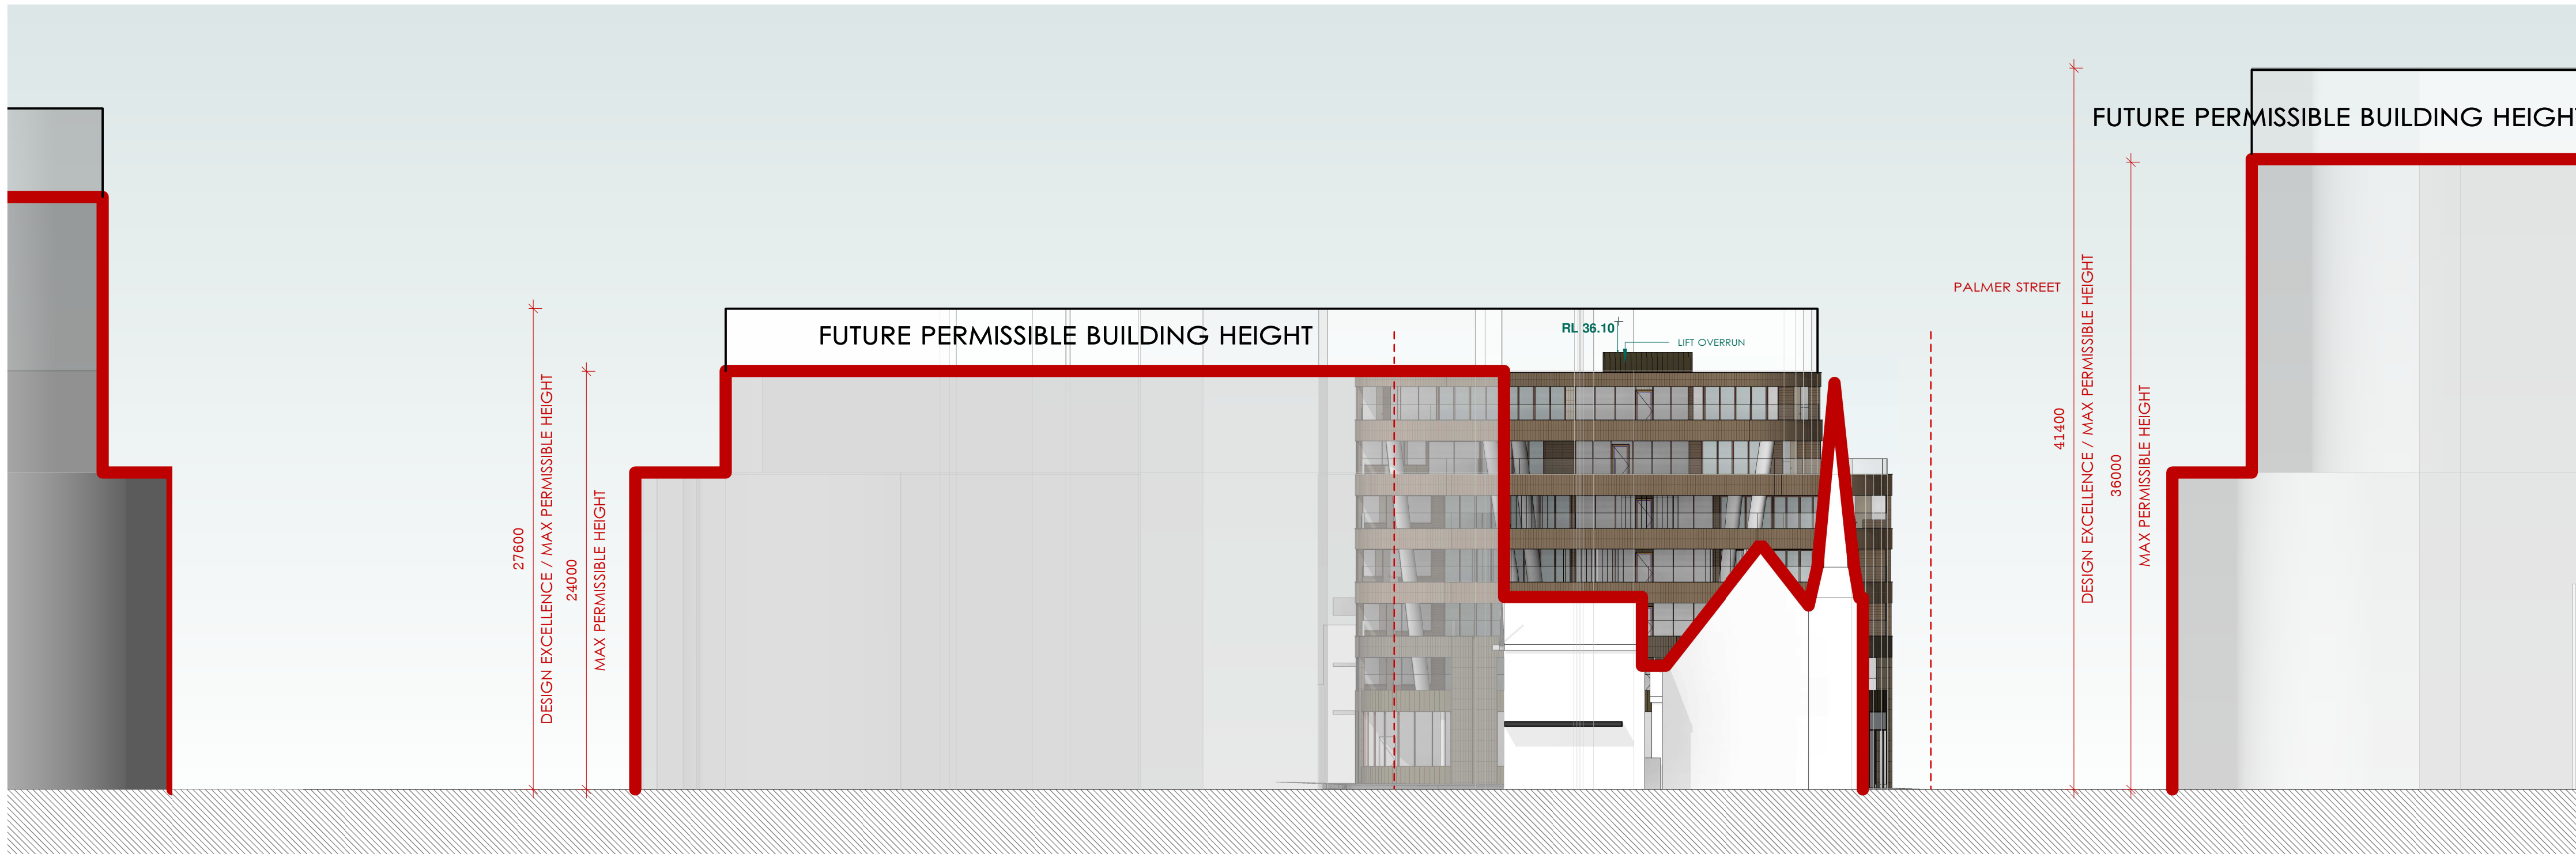 FUTURE PERMISSIBLE BUILDING HEIGHT
RL 36.10
LIFT OVERRUN
27600
DESIGN EXCELLENCE / MAX PERMISSIBLE HEIGHT
24000
MAX PERMISSIBLE HEIGHT
PALMER STREET
FUTURE PERMISSIBLE BUILDING HEIGH
41400
DESIGN EXCELLENCE / MAX PERMISSIBLE HEIGHT
36000
MAX PERMISSIBLE HEIGHT